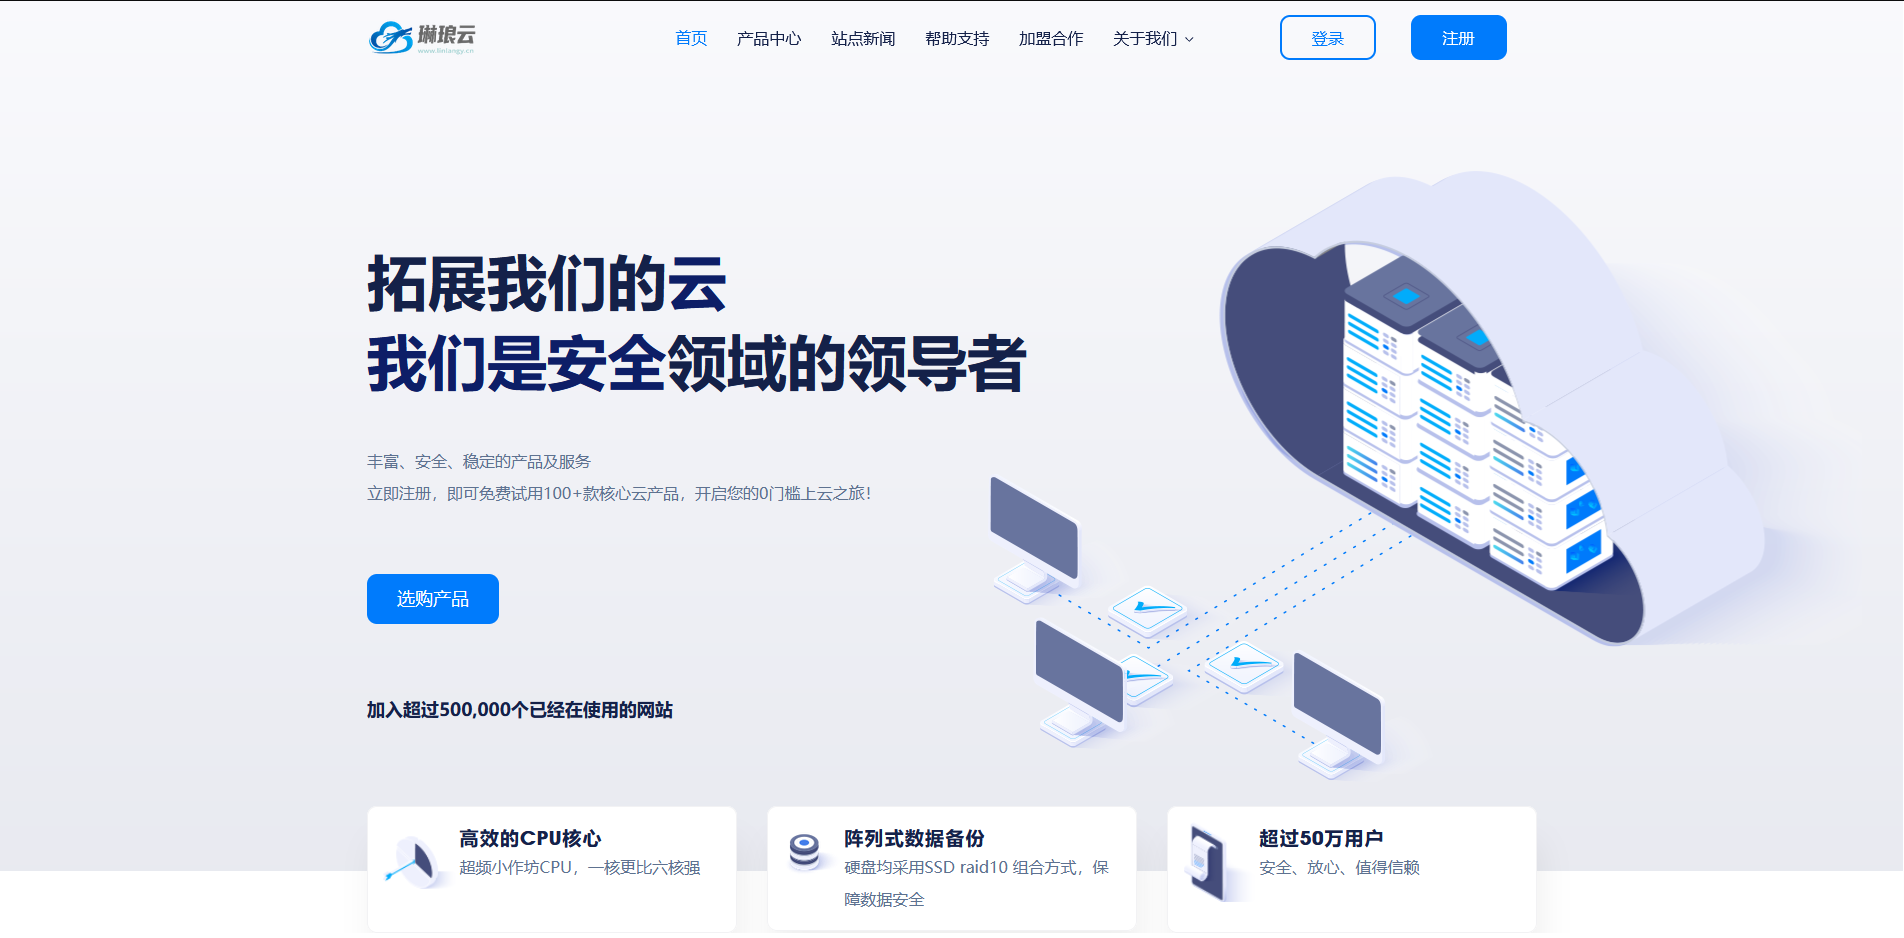 琳琅云
www.linlangy.cn
首页 产品中心 站点新闻 帮助支持 加盟合作 关于我们 登录 注册
拓展我们的云
我们是安全领域的领导者
丰富、安全、稳定的产品及服务
立即注册，即可免费试用100+款核心云产品，开启您的0门槛上云之旅！
选购产品
加入超过500,000个已经在使用的网站
高效的CPU核心
超频小作坊CPU，一核更比六核强
阵列式数据备份
硬盘均采用SSD raid10 组合方式，保
障数据安全
超过50万用户
安全、放心、值得信赖